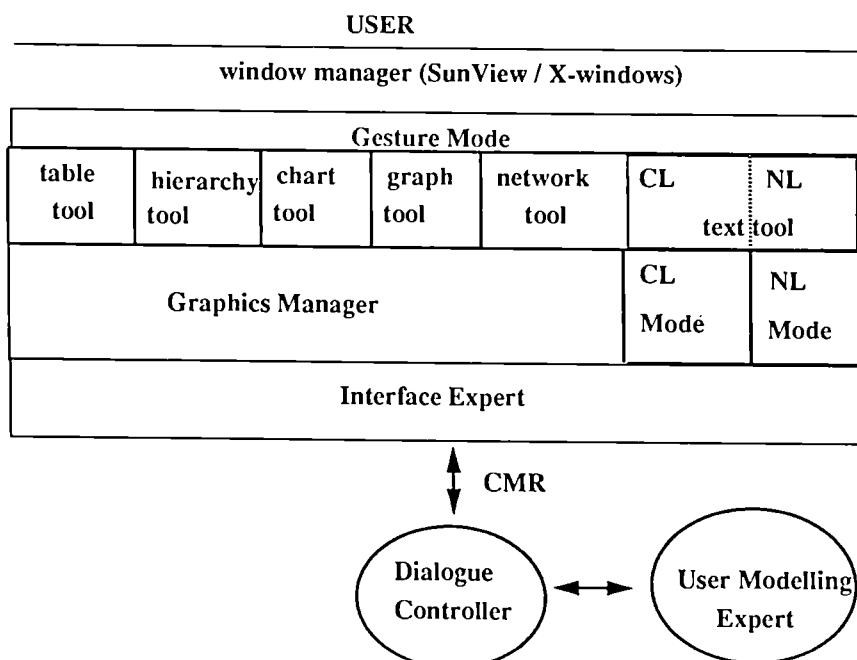 USER
window manager (SunView / X-windows)
Gesture Mode
table
tool
hierarchy
tool
chart
tool
graph
tool
network
tool
CL
NL
text tool
Graphics Manager
CL
Mode
NL
Mode
Interface Expert
CMR
Dialogue
Controller
User Modelling
Expert